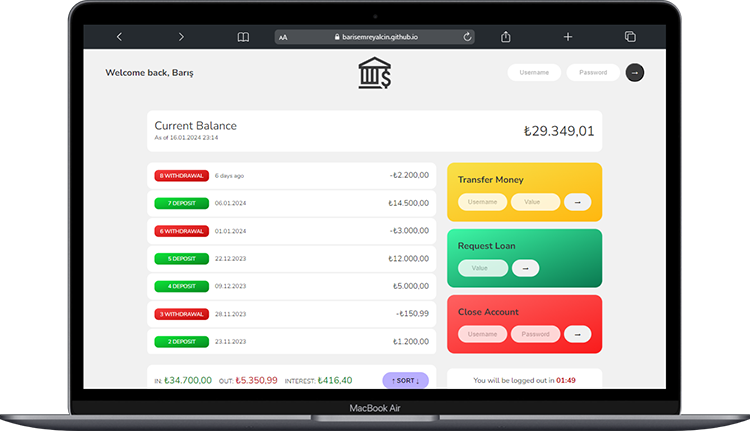 AA barisemreyalcin.github.io
Welcome back, Barış
$
Username Password →
Current Balance
As of 16.01.2024 23:14
₺29.349,01
8 WITHDRAWAL 6 days ago -₺2.200,00
7 DEPOSIT 06.01.2024 ₺14.500,00
6 WITHDRAWAL 01.01.2024 -₺3.000,00
5 DEPOSIT 22.12.2023 ₺12.000,00
4 DEPOSIT 09.12.2023 ₺5.000,00
3 WITHDRAWAL 28.11.2023 -₺150,99
2 DEPOSIT 23.11.2023 ₺1.200,00
Transfer Money
Username Value →
Request Loan
Value →
Close Account
Username Password →
IN: ₺34.700,00 OUT: ₺5.350,99 INTEREST: ₺416,40 ↑ SORT ↓
You will be logged out in 01:49
MacBook Air